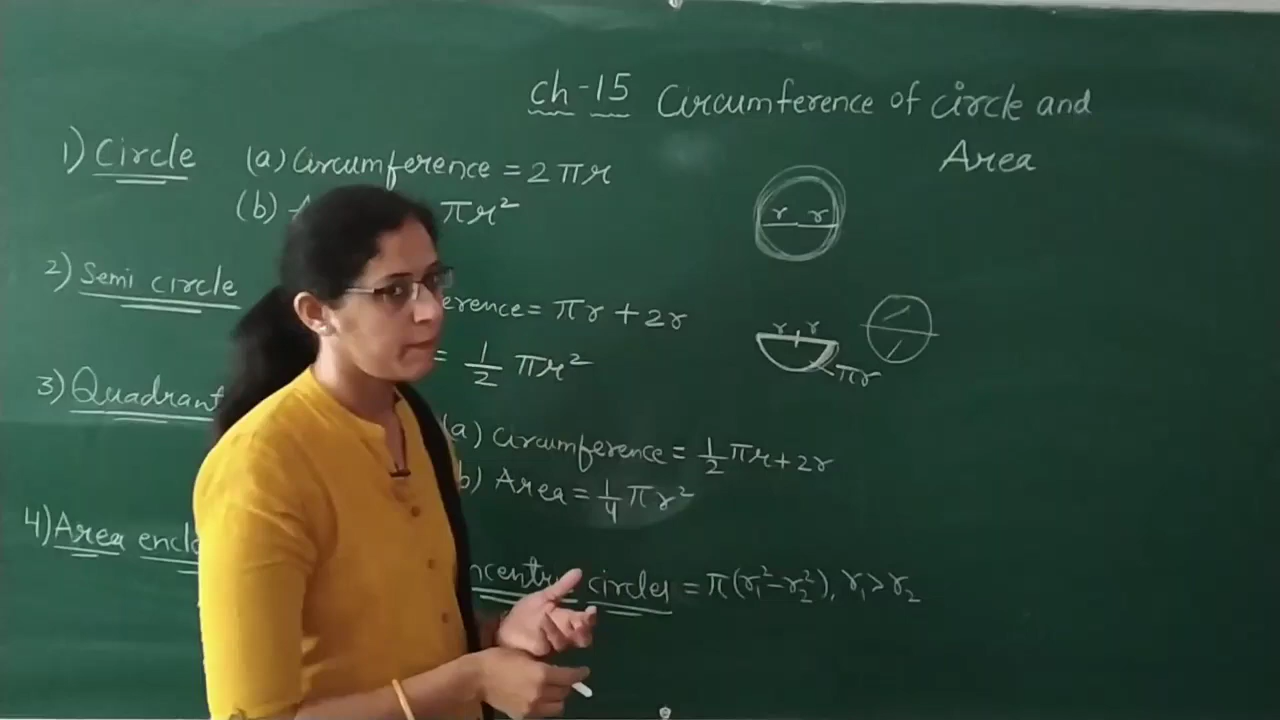 ch-15 Circumference of circle and
Area
1) Circle (a) Circumference = 2πr
(b) πr²
r r
2) Semi circle erence = πr + 2r
= 1/2 πr²
r r
πr
3) Quadrant
(a) Circumference = 1/2 πr + 2r
b) Area = 1/4 πr²
4) Area encl ncentr circles = π(r₁² - r₂²), r₁ > r₂